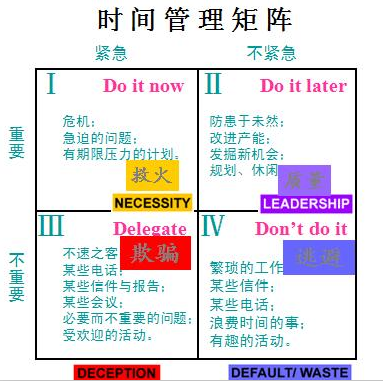 时间管理矩阵
紧急
不紧急
重要
I
Do it now
危机；
急迫的问题；
有期限压力的计划。
救火
NECESSITY
II
Do it later
防患于未然；
改进产能；
发掘新机会；
规划、休闲
质量
LEADERSHIP
不重要
III
Delegate
不速之客
某些电话；
某些信件与报告；
某些会议；
必要而不重要的问题；
受欢迎的活动。
欺骗
DECEPTION
IV
Don't do it
繁琐的工作
某些信件；
某些电话；
浪费时间的事；
有趣的活动。
逃避
DEFAULT/ WASTE